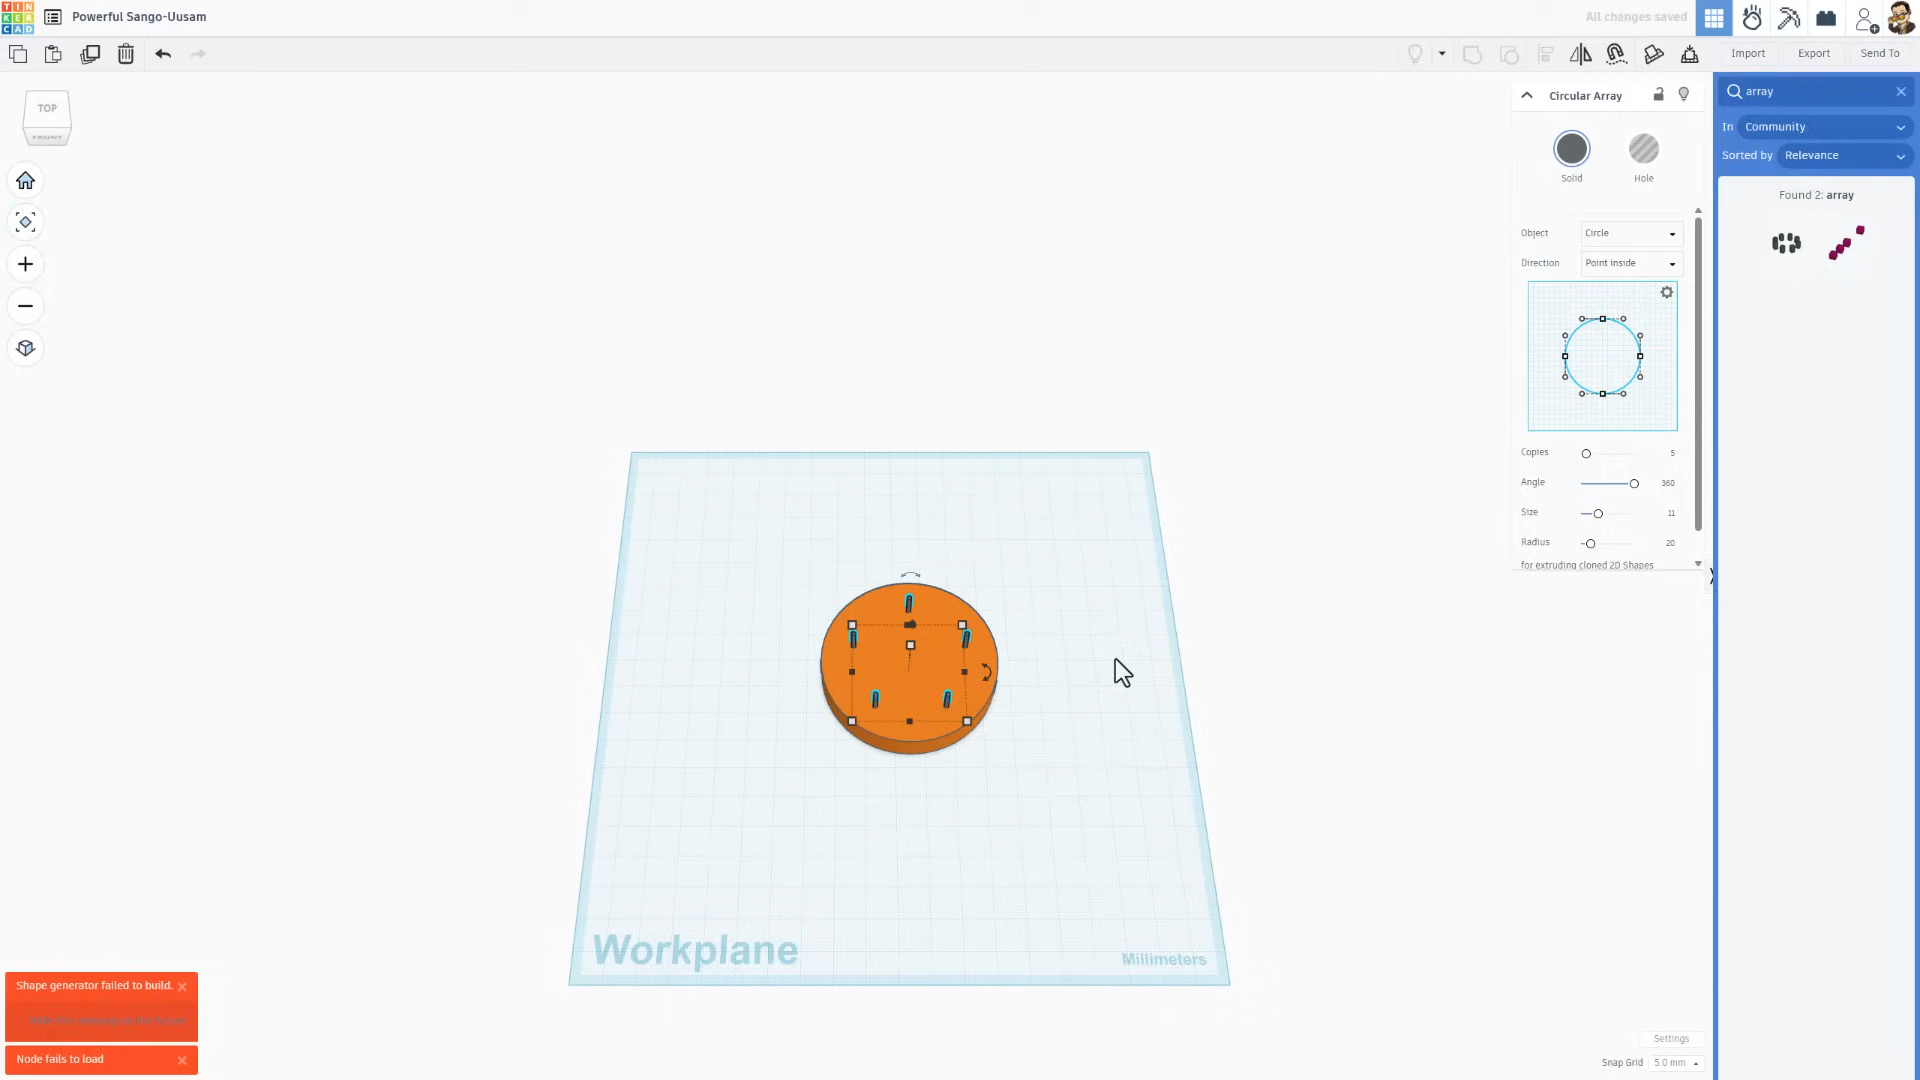 TIN
KER
CAD
Powerful Sango-Uusam
All changes saved
Import
Export
Send To
TOP
FRONT
Circular Array
Solid
Hole
Object
Circle
Direction
Point inside
Copies
5
Angle
360
Size
11
Radius
20
for extruding cloned 2D Shapes
array
In
Community
Sorted by
Relevance
Found 2: array
Workplane
Millimeters
Shape generator failed to build.
Node fails to load
Settings
Snap Grid
5.0 mm